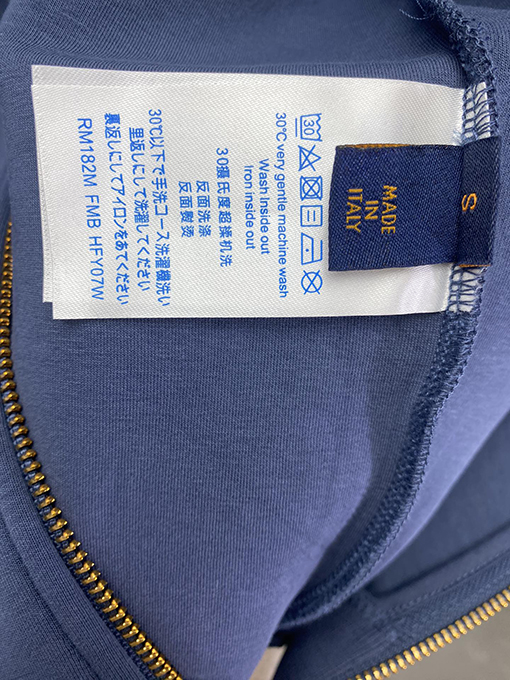 S
MADE
IN
ITALY
30
30℃ very gentle machine wash
Wash Inside out
Iron inside out
30摄氏度超揉机洗
反面洗涤
反面熨烫
30℃以下で手洗コース洗濯機洗い
里返しにして洗濯してください
裏返しにしてアイロンをあてください
RM182M FMB HFY07W